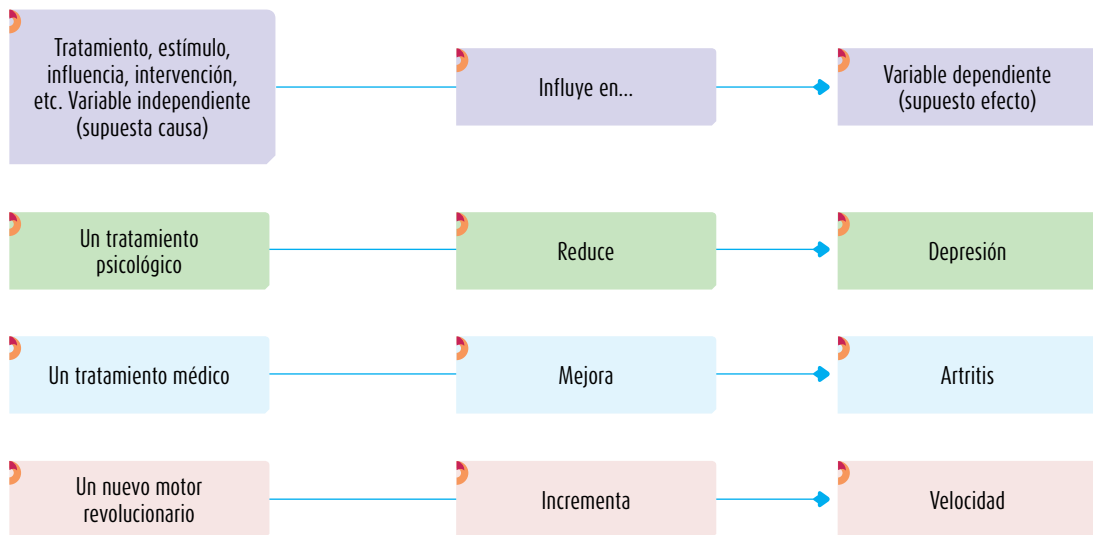 Tratamiento, estímulo,
influencia, intervención,
etc. Variable independiente
(supuesta causa)
Influye en...
Variable dependiente
(supuesto efecto)
Un tratamiento
psicológico
Reduce
Depresión
Un tratamiento médico
Mejora
Artritis
Un nuevo motor
revolucionario
Incrementa
Velocidad